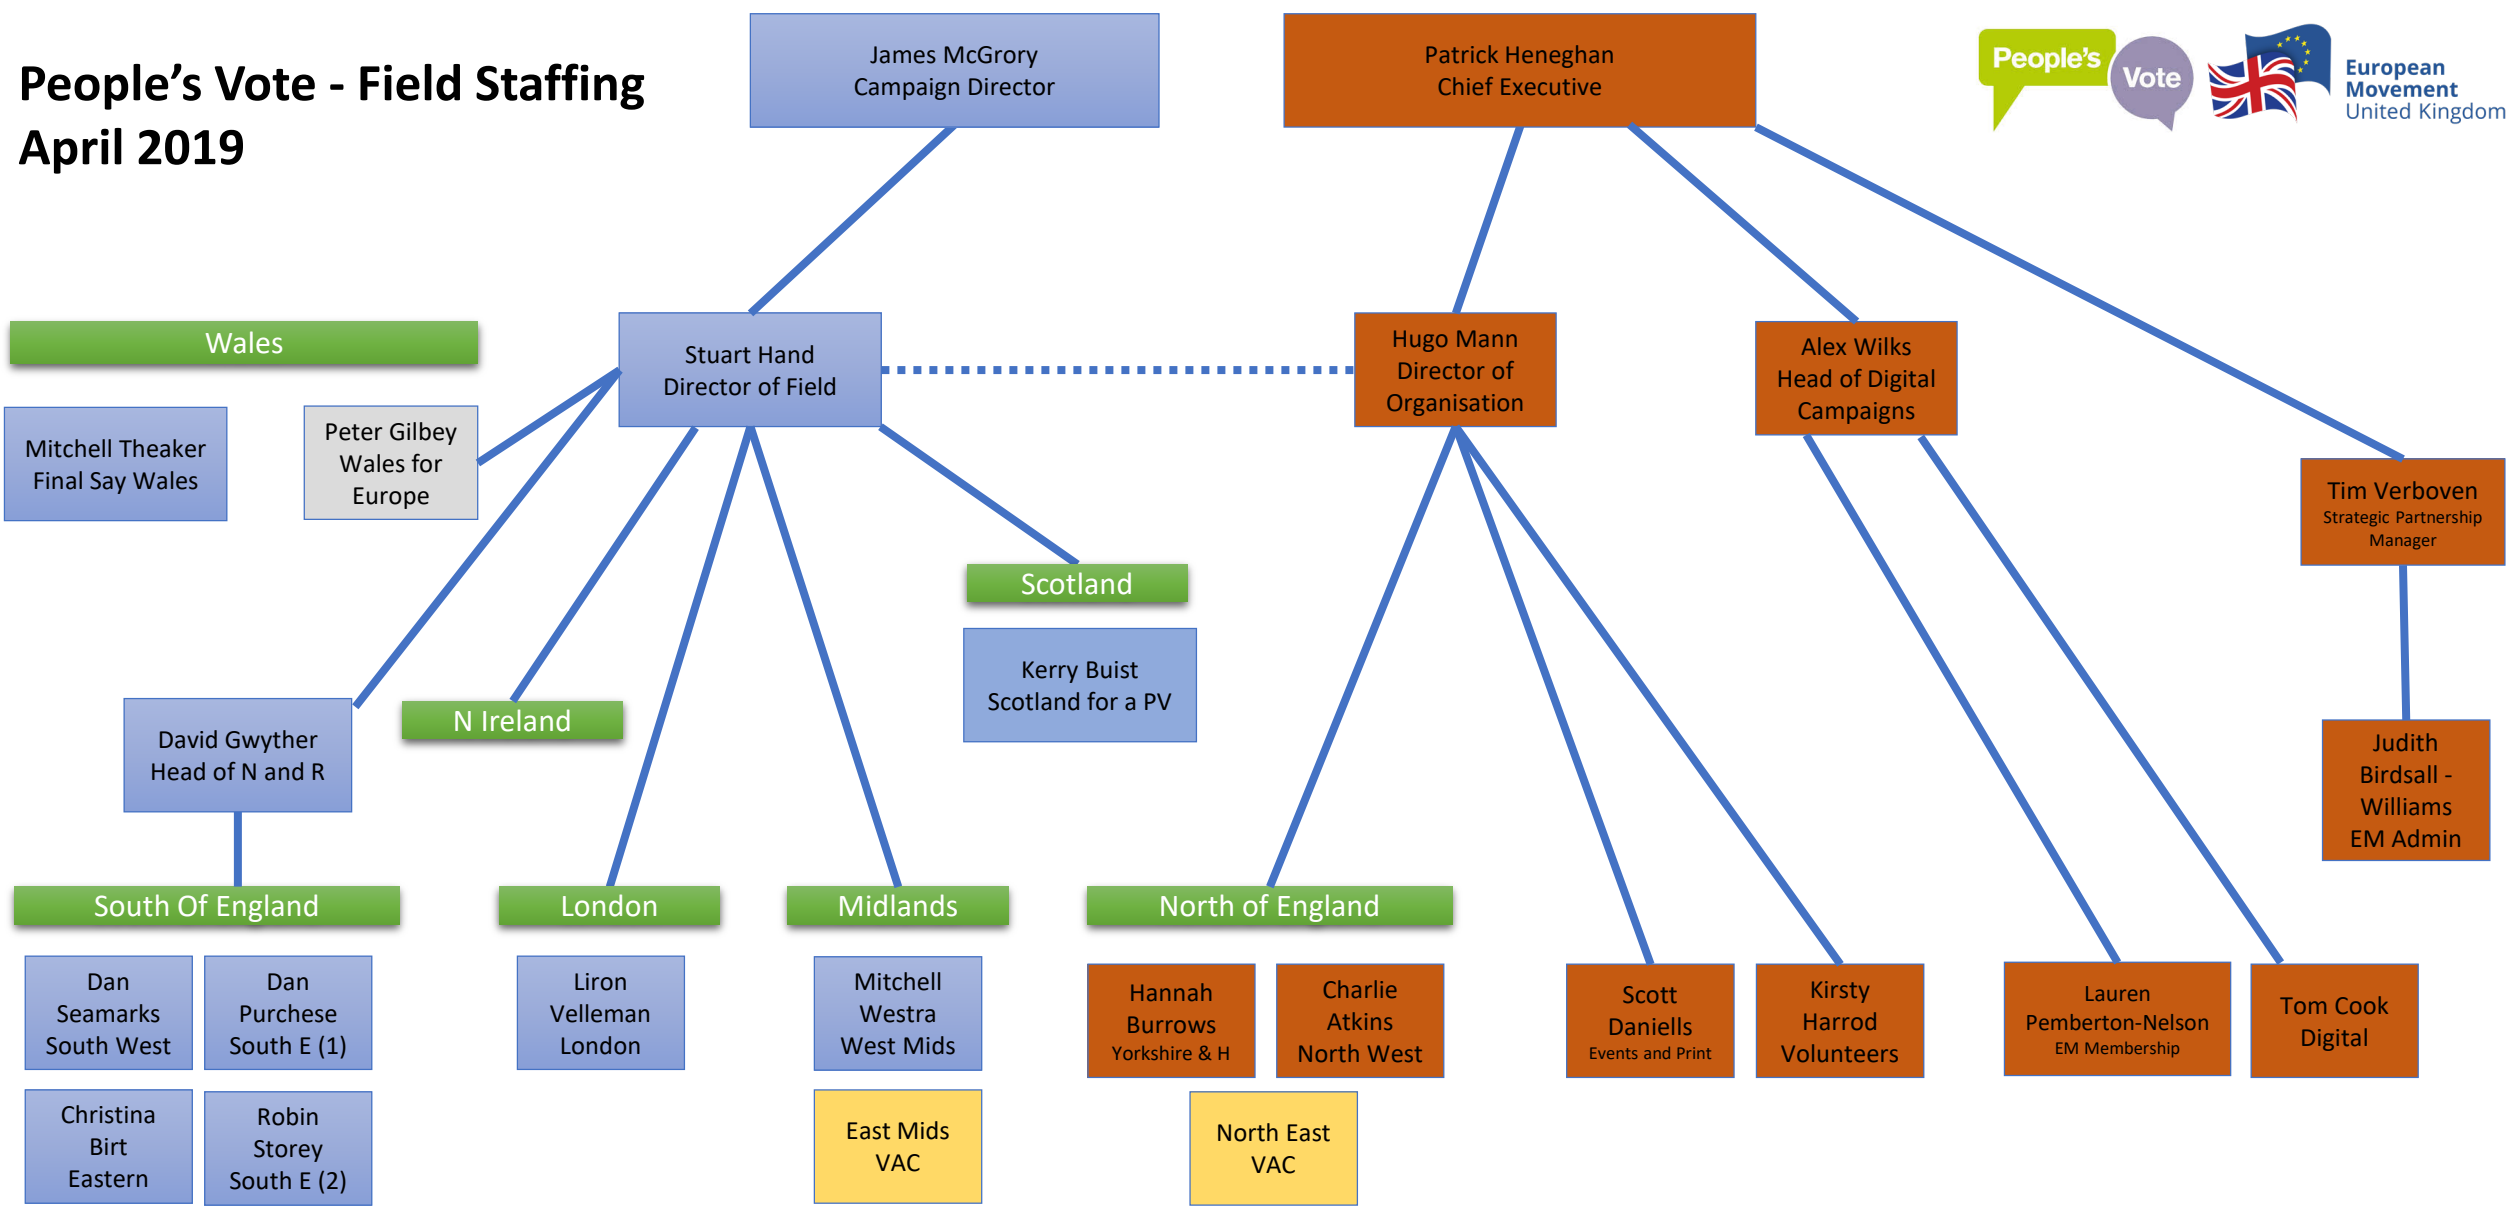 People's Vote - Field Staffing
April 2019
James McGrory
Campaign Director
Patrick Heneghan
Chief Executive
People's
Vote
European
Movement
United Kingdom
Wales
Mitchell Theaker
Final Say Wales
Peter Gilbey
Wales for
Europe
Stuart Hand
Director of Field
Hugo Mann
Director of
Organisation
Alex Wilks
Head of Digital
Campaigns
Tim Verboven
Strategic Partnership
Manager
Scotland
Kerry Buist
Scotland for a PV
David Gwyther
Head of N and R
N Ireland
Judith
Birdsall -
Williams
EM Admin
South Of England
London
Midlands
North of England
Dan
Seamarks
South West
Dan
Purchese
South E (1)
Liron
Velleman
London
Mitchell
Westra
West Mids
Hannah
Burrows
Yorkshire & H
Charlie
Atkins
North West
Scott
Daniells
Events and Print
Kirsty
Harrod
Volunteers
Lauren
Pemberton-Nelson
EM Membership
Tom Cook
Digital
Christina
Birt
Eastern
Robin
Storey
South E (2)
East Mids
VAC
North East
VAC